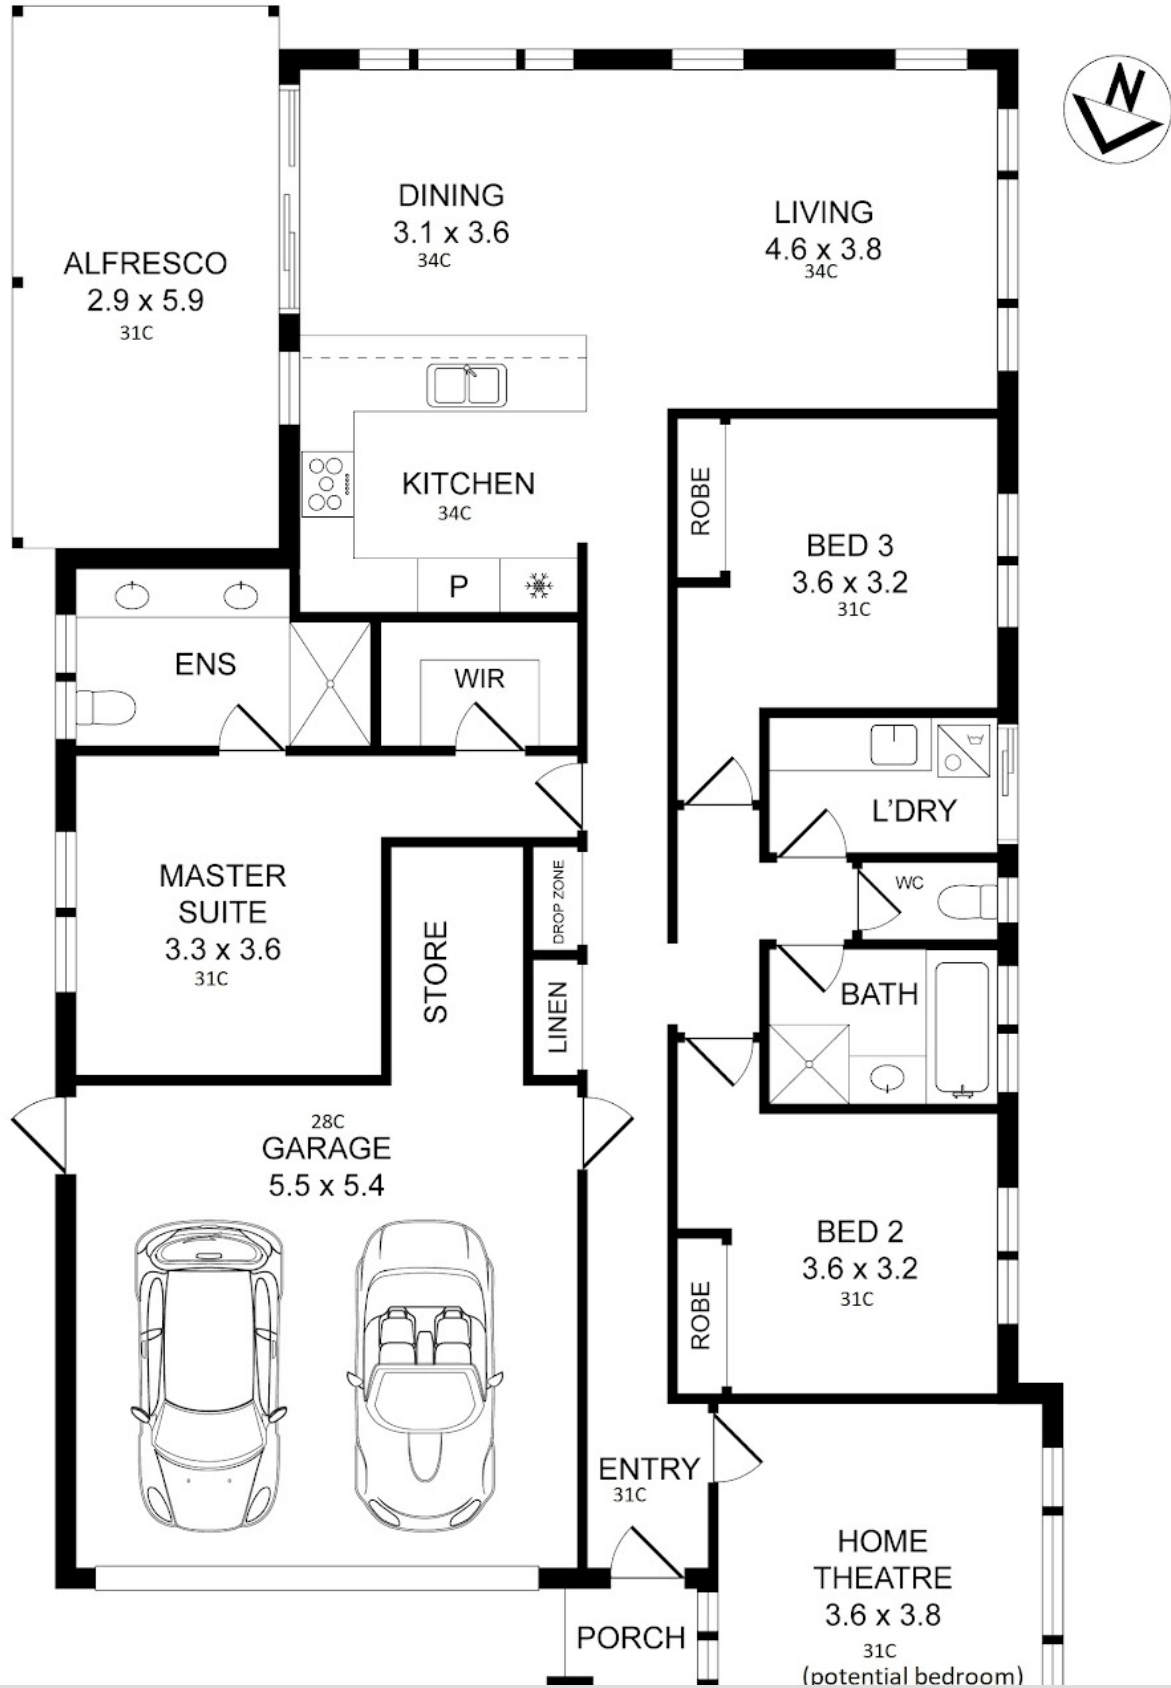 N
DINING
3.1 x 3.6
34C
LIVING
4.6 x 3.8
34C
ALFRESCO
2.9 x 5.9
31C
KITCHEN
34C
P
ROBE
BED 3
3.6 x 3.2
31C
ENS
WIR
L'DRY
MASTER
SUITE
3.3 x 3.6
31C
STORE
DROP ZONE
LINEN
WC
BATH
28C
GARAGE
5.5 x 5.4
ROBE
BED 2
3.6 x 3.2
31C
ENTRY
31C
HOME
THEATRE
3.6 x 3.8
31C
(potential bedroom)
PORCH